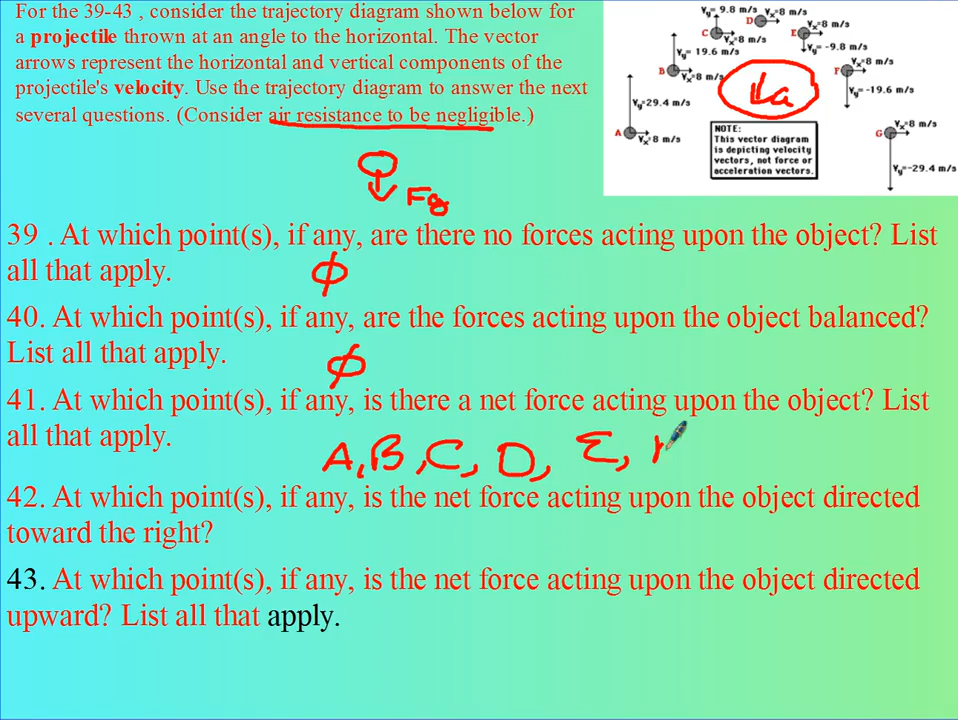 For the 39-43 , consider the trajectory diagram shown below for
a projectile thrown at an angle to the horizontal. The vector
arrows represent the horizontal and vertical components of the
projectile's velocity. Use the trajectory diagram to answer the next
several questions. (Consider air resistance to be negligible.)
Vy= 9.8 m/s
D
Vx=8 m/s
C
Vx=8 m/s
E
Vx=8 m/s
Vy= -9.8 m/s
Vy= 19.6 m/s
B
Vx=8 m/s
Vx=8 m/s
F
Vy=-19.6 m/s
Vy=29.4 m/s
A
Vx=8 m/s
NOTE:
This vector diagram
is depicting velocity
vectors, not force or
acceleration vectors.
Vx=8 m/s
G
Vy=-29.4 m/s
Fg
39 . At which point(s), if any, are there no forces acting upon the object? List
all that apply.
ϕ
40. At which point(s), if any, are the forces acting upon the object balanced?
List all that apply.
ϕ
41. At which point(s), if any, is there a net force acting upon the object? List
all that apply.
A, B, C, D, E,
42. At which point(s), if any, is the net force acting upon the object directed
toward the right?
43. At which point(s), if any, is the net force acting upon the object directed
upward? List all that apply.